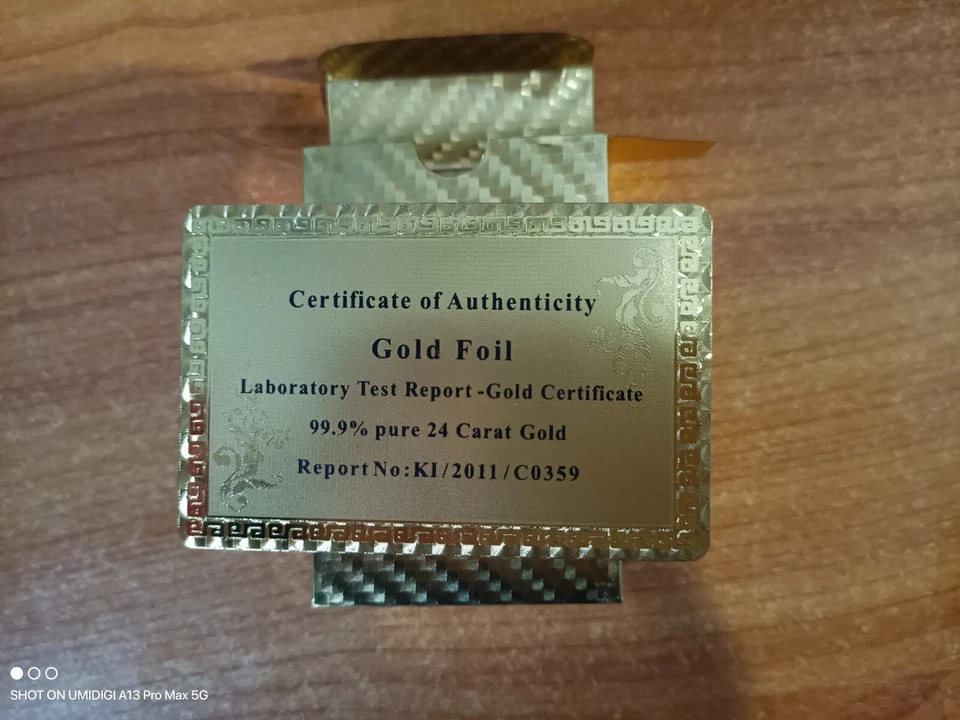 Certificate of Authenticity
Gold Foil
Laboratory Test Report -Gold Certificate
99.9% pure 24 Carat Gold
Report No:KI/2011/C0359
SHOT ON UMIDIGI A13 Pro Max 5G